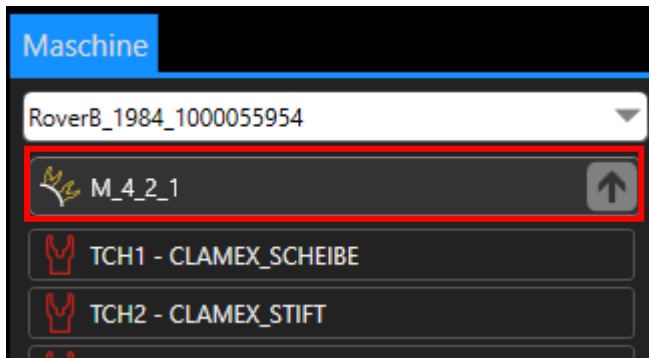 Maschine
RoverB_1984_1000055954
M_4_2_1
TCH1 - CLAMEX_SCHEIBE
TCH2 - CLAMEX_STIFT